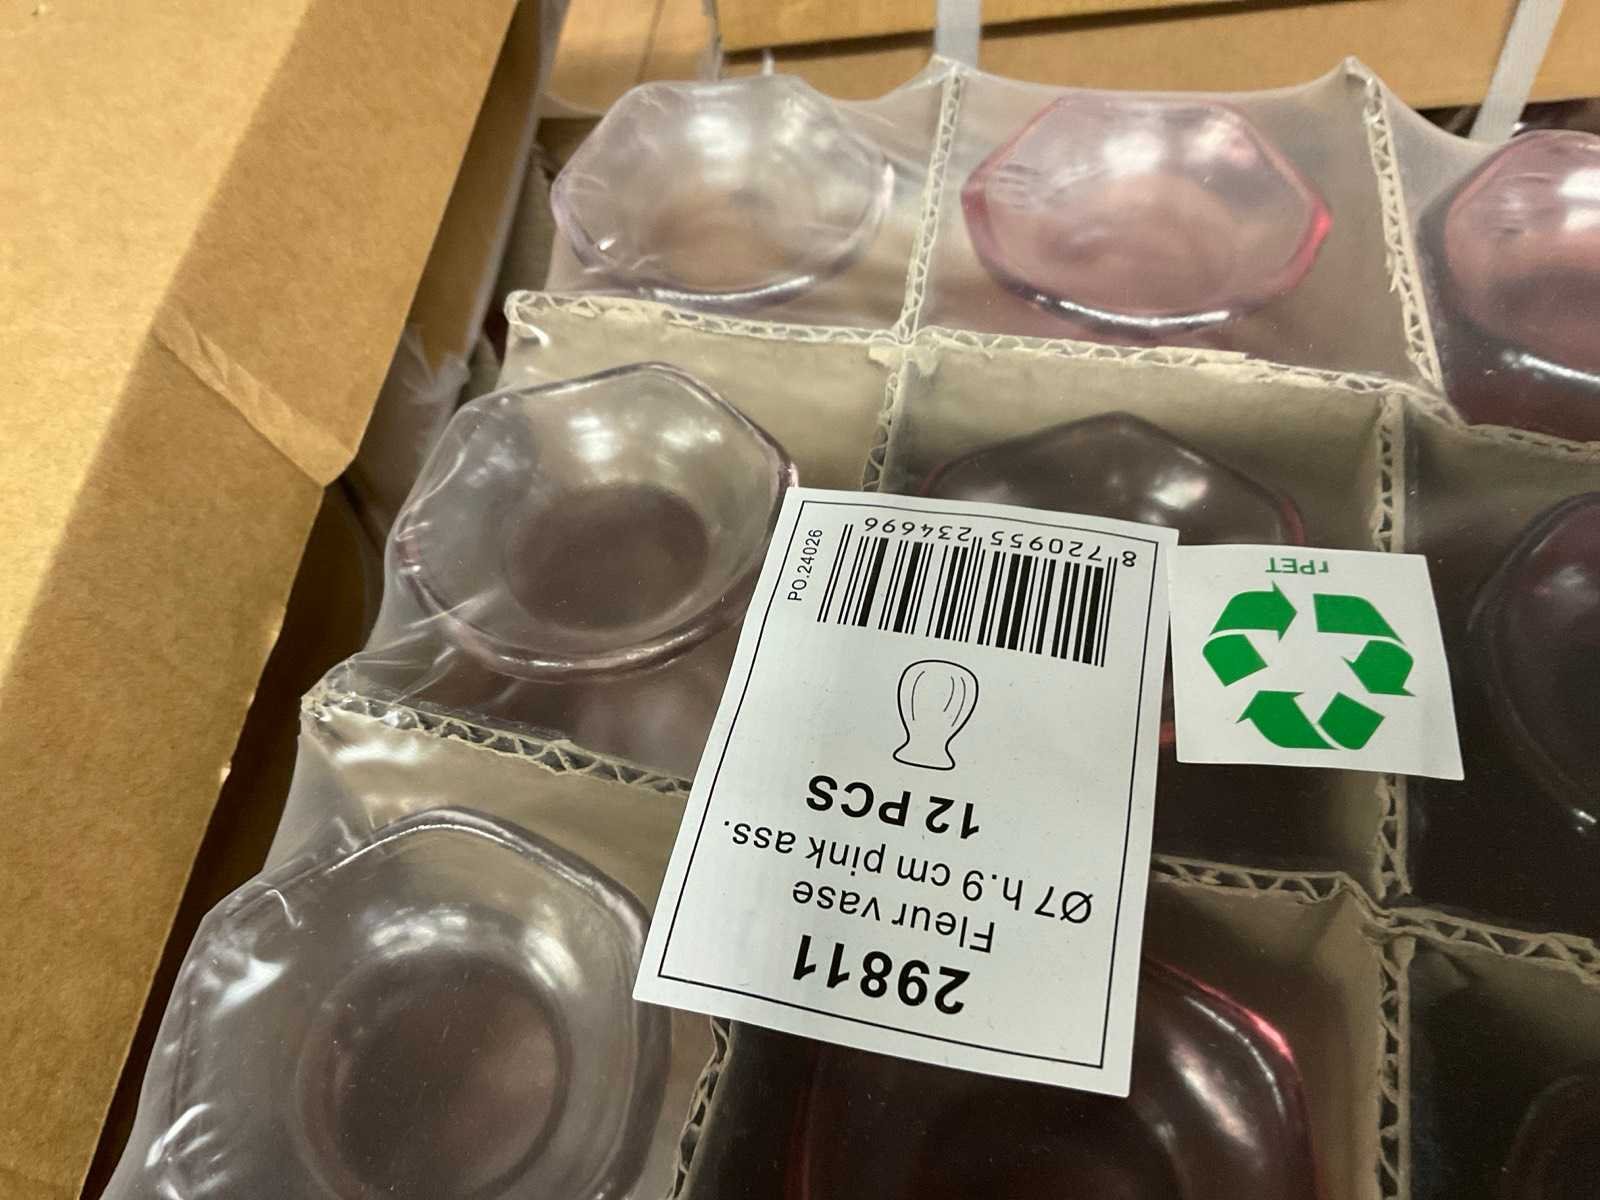 29811
Fleur vase
Ø7 h.9 cm pink ass.
12 PCS
8 720955 234696
PO.24026
rPET